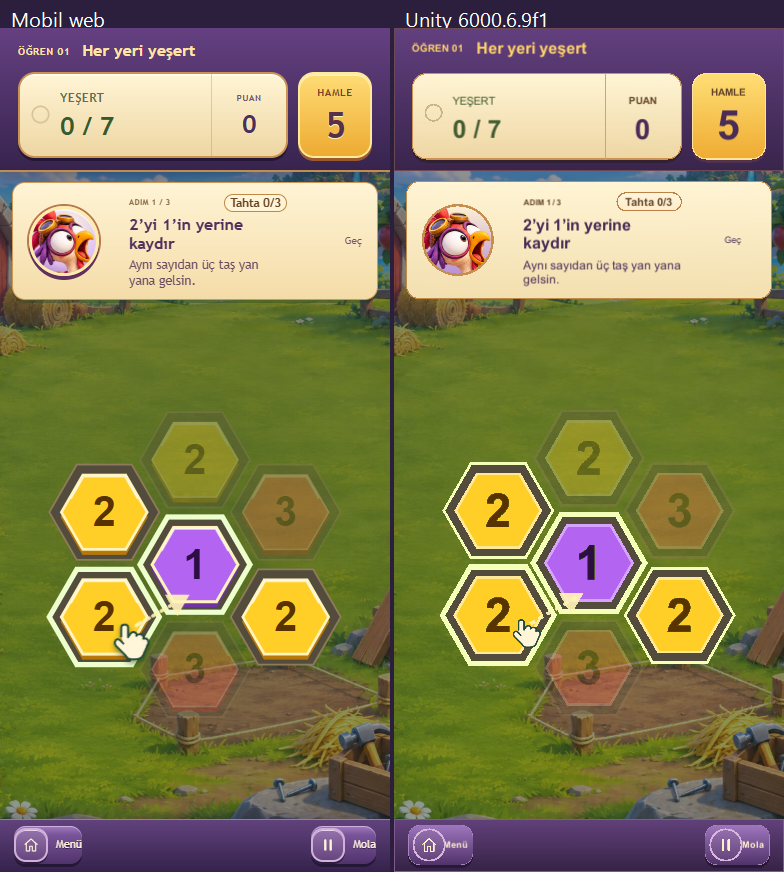 Mobil web
ÖĞREN 01 Her yeri yeşert
YEŞERT
0 / 7
PUAN
0
HAMLE
5
ADIM 1 / 3
Tahta 0/3
2’yi 1’in yerine
kaydır
Aynı sayıdan üç taş yan
yana gelsin.
Geç
2
2
3
1
2
2
3
Menü
Mola
Unity 6000.6.9f1
ÖĞREN 01 Her yeri yeşert
YEŞERT
0 / 7
PUAN
0
HAMLE
5
ADIM 1 / 3
Tahta 0/3
2’yi 1’in yerine
kaydır
Aynı sayıdan üç taş yan yana
gelsin.
Geç
2
2
3
1
2
2
3
Menü
Mola